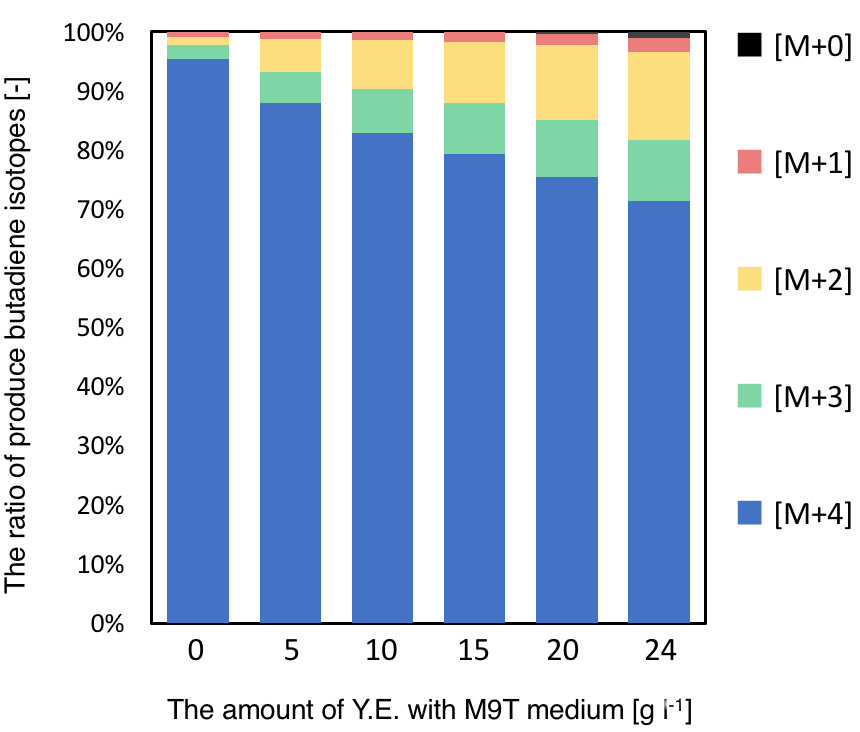 The ratio of produce butadiene isotopes [-]
100%
90%
80%
70%
60%
50%
40%
30%
20%
10%
0%
0 5 10 15 20 24
The amount of Y.E. with M9T medium [g l-1]
[M+0]
[M+1]
[M+2]
[M+3]
[M+4]